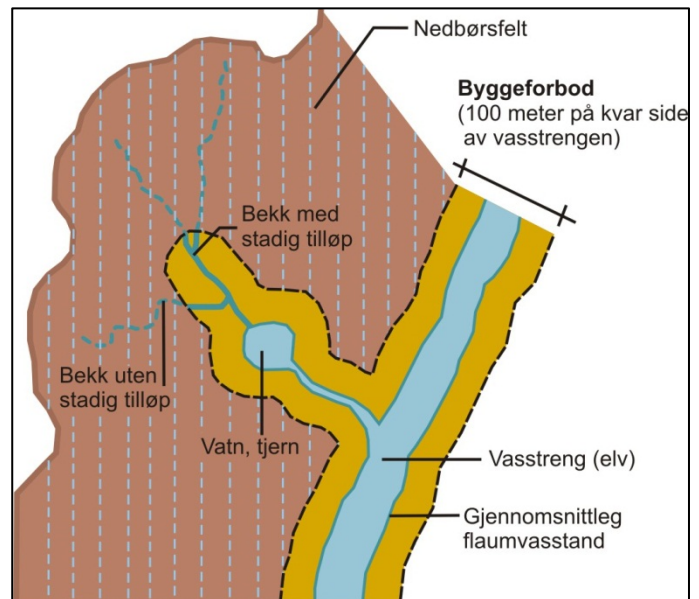 Nedbørsfelt
Byggeforbod
(100 meter på kvar side
av vasstrengen)
Bekk med
stadig tilløp
Bekk uten
stadig tilløp
Vatn, tjern
Vasstreng (elv)
Gjennomsnittleg
flaumvasstand